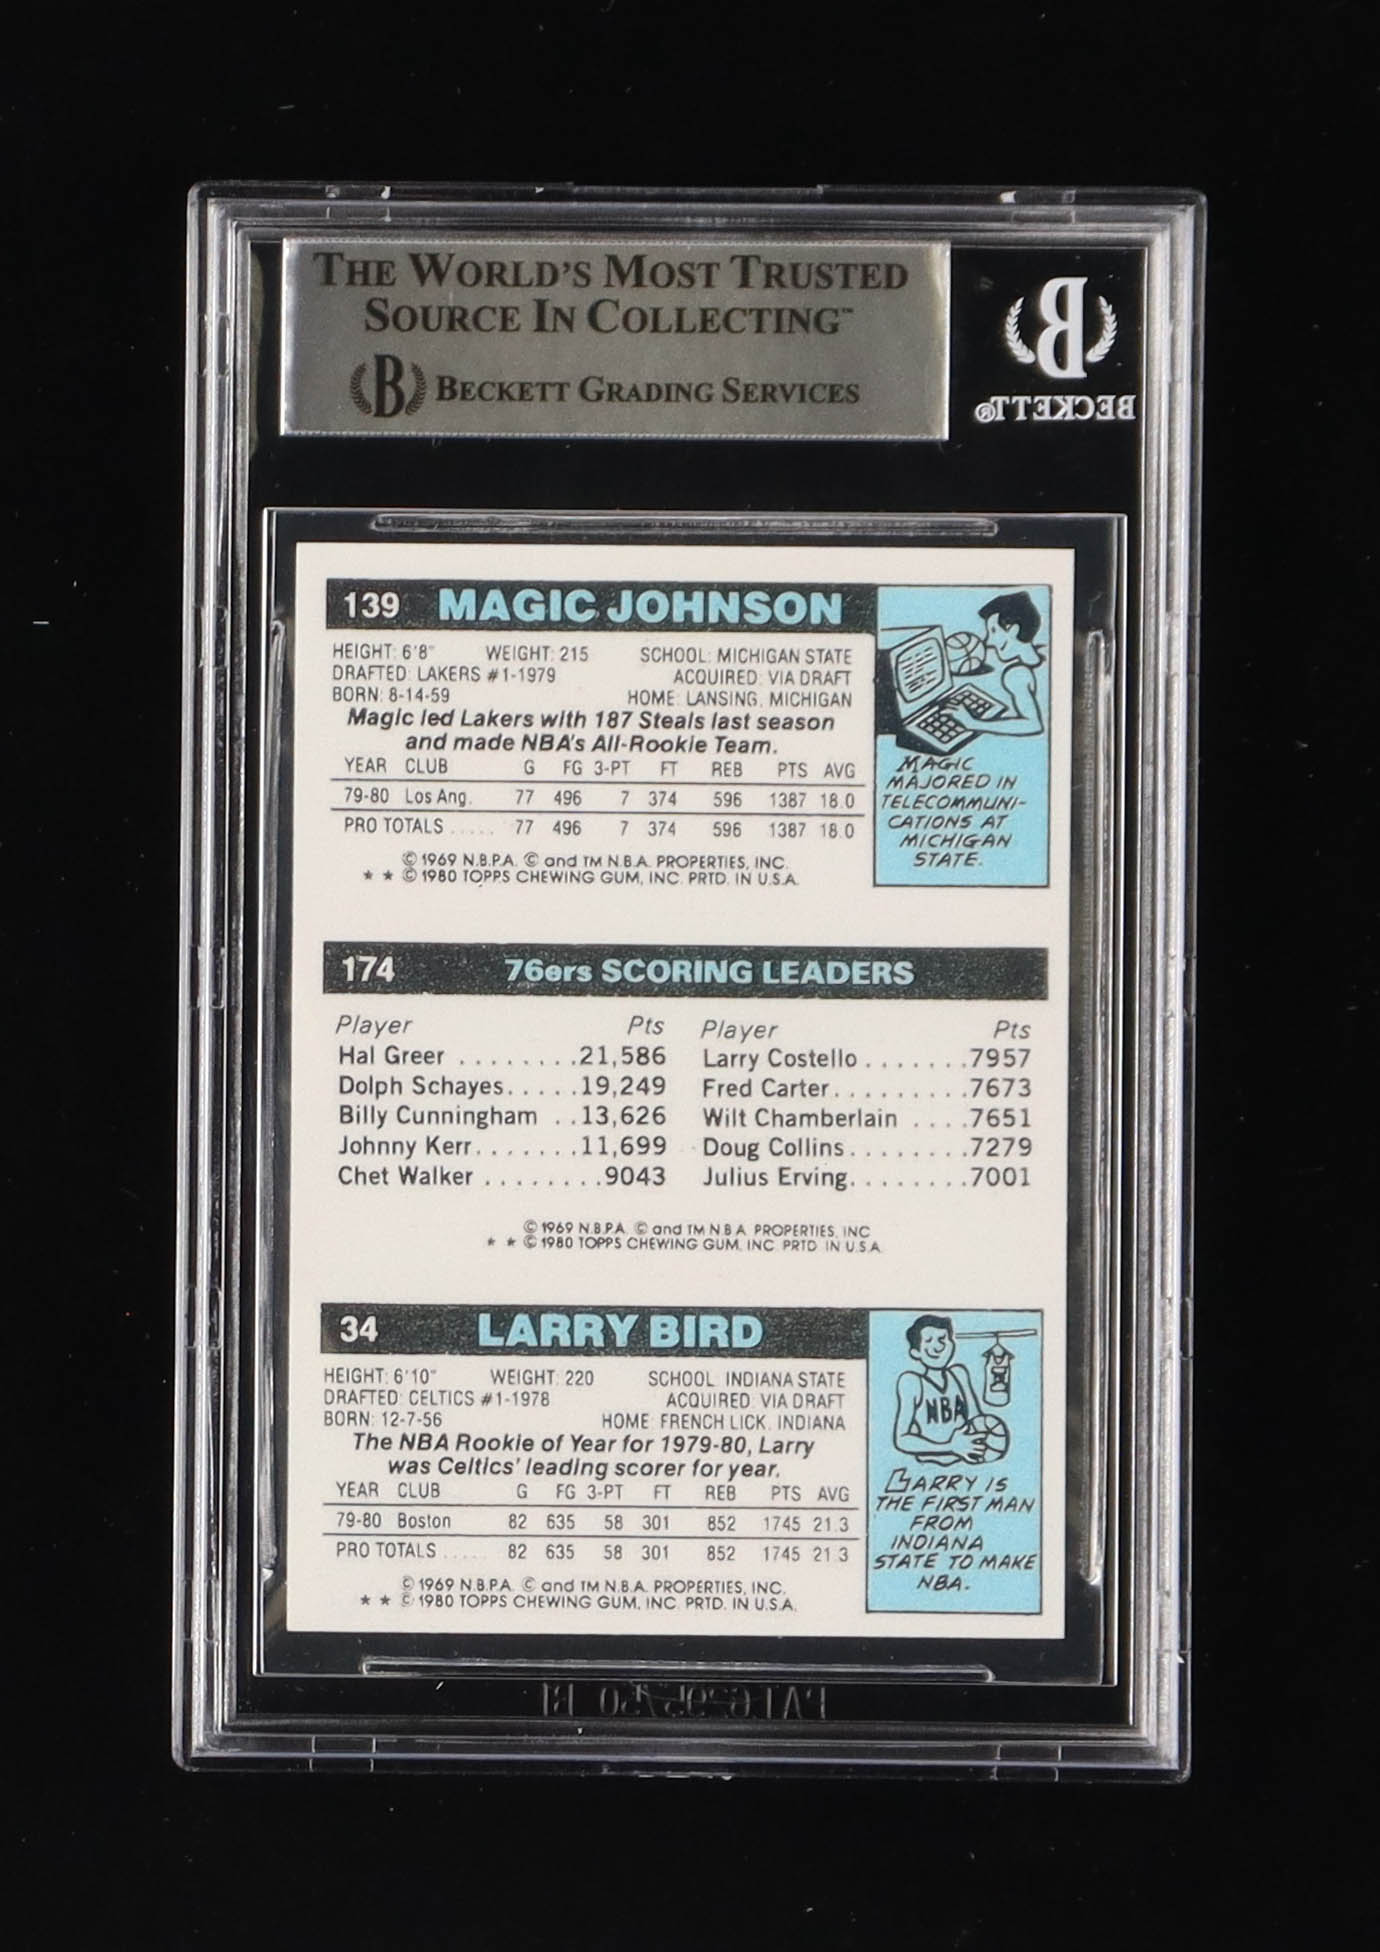 THE WORLD'S MOST TRUSTED
SOURCE IN COLLECTING™
B BECKETT GRADING SERVICES
B
BECKETT®
139 MAGIC JOHNSON
HEIGHT: 6'8" WEIGHT: 215 SCHOOL: MICHIGAN STATE
DRAFTED: LAKERS #1-1979 ACQUIRED: VIA DRAFT
BORN: 8-14-59 HOME: LANSING, MICHIGAN
Magic led Lakers with 187 Steals last season
and made NBA's All-Rookie Team.
YEAR CLUB G FG 3-PT FT REB PTS AVG
79-80 Los Ang. 77 496 7 374 596 1387 18.0
PRO TOTALS ..... 77 496 7 374 596 1387 18.0
© 1969 N.B.P.A. © and TM N.B.A. PROPERTIES, INC.
* * © 1980 TOPPS CHEWING GUM, INC. PRTD. IN U.S.A.
MAGIC
MAJORED IN
TELECOMMUNI-
CATIONS AT
MICHIGAN
STATE.
174 76ers SCORING LEADERS
Player Pts Player Pts
Hal Greer ........21,586 Larry Costello .......7957
Dolph Schayes.....19,249 Fred Carter.........7673
Billy Cunningham ..13,626 Wilt Chamberlain ....7651
Johnny Kerr.......11,699 Doug Collins........7279
Chet Walker ........9043 Julius Erving........7001
© 1969 N.B.P.A. © and TM N.B.A. PROPERTIES, INC
* * © 1980 TOPPS CHEWING GUM, INC. PRTD. IN U.S.A.
34 LARRY BIRD
HEIGHT: 6'10" WEIGHT: 220 SCHOOL: INDIANA STATE
DRAFTED: CELTICS #1-1978 ACQUIRED: VIA DRAFT
BORN: 12-7-56 HOME: FRENCH LICK, INDIANA
The NBA Rookie of Year for 1979-80, Larry
was Celtics' leading scorer for year.
YEAR CLUB G FG 3-PT FT REB PTS AVG
79-80 Boston 82 635 58 301 852 1745 21.3
PRO TOTALS ..... 82 635 58 301 852 1745 21.3
© 1969 N.B.P.A. © and TM N.B.A. PROPERTIES, INC.
* * © 1980 TOPPS CHEWING GUM, INC. PRTD. IN U.S.A.
NBA
LARRY IS
THE FIRST MAN
FROM
INDIANA
STATE TO MAKE
NBA.